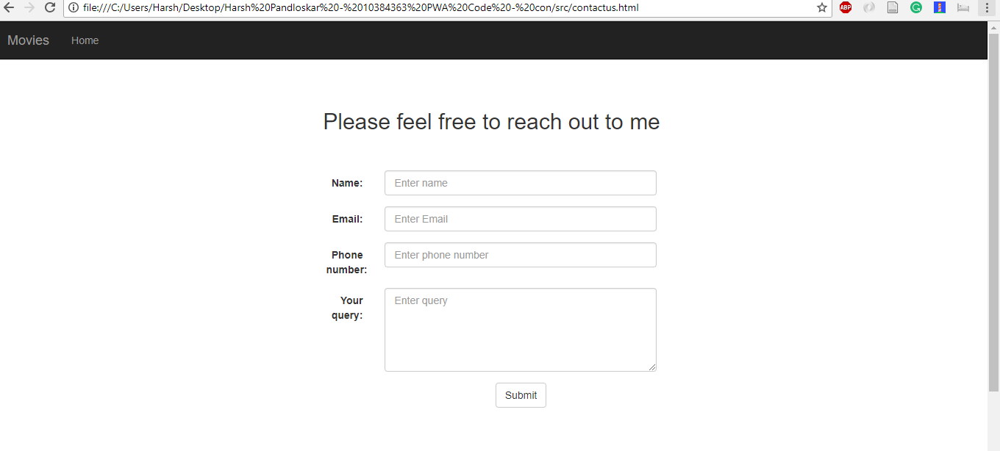 file:///C:/Users/Harsh/Desktop/Harsh%20Pandloskar%20-%2010384363%20PWA%20Code%20-%20con/src/contactus.html
ABP
G
Movies Home
Please feel free to reach out to me
Name: Enter name
Email: Enter Email
Phone number: Enter phone number
Your query: Enter query
Submit